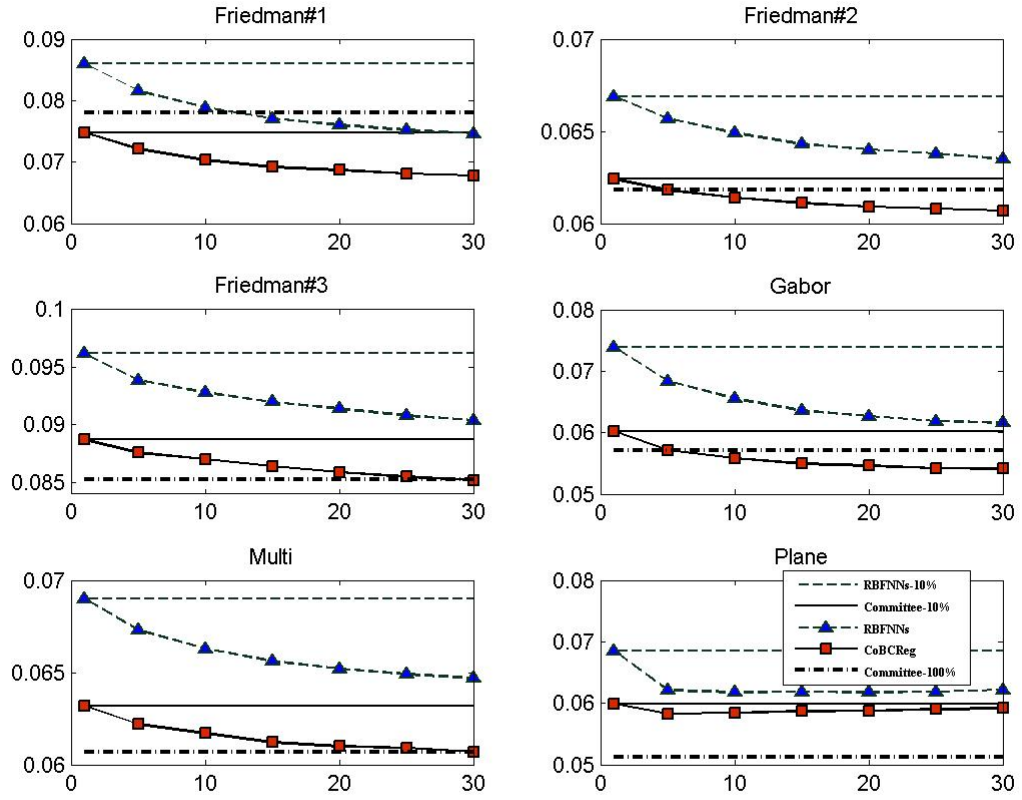 Friedman#1
0.09
0.08
0.07
0.06
0 10 20 30
Friedman#2
0.07
0.065
0.06
0 10 20 30
Friedman#3
0.1
0.095
0.09
0.085
0 10 20 30
Gabor
0.08
0.07
0.06
0.05
0 10 20 30
Multi
0.07
0.065
0.06
0 10 20 30
Plane
0.08
0.07
0.06
0.05
0 10 20 30
RBFNNs-10%
Committee-10%
RBFNNs
CoBCReg
Committee-100%